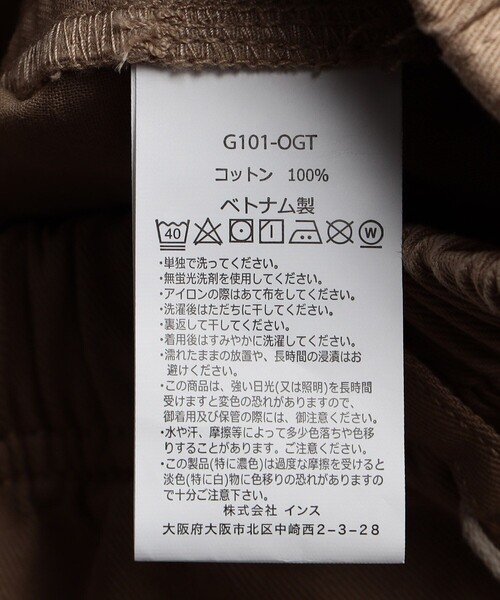 G101-OGT
コットン 100%
ベトナム製
40 W
・単独で洗ってください。
・無蛍光洗剤を使用してください。
・アイロンの際はあて布をしてください。
・洗濯後はただちに干してください。
・裏返して干してください。
・着用後はすみやかに洗濯してください。
・濡れたままの放置や、長時間の浸漬はお
避けください。
・この商品は、強い日光(又は照明)を長時間
受けますと変色の恐れがありますので、
御着用及び保管の際には、御注意ください。
・水や汗、摩擦等によって多少色落ちや色移
りすることがあります。ご注意ください。
・この製品(特に濃色)は過度な摩擦を受けると
淡色(特に白)物に色移りの恐れがありますの
で十分ご注意下さい。
株式会社 インス
大阪府大阪市北区中崎西2-3-28